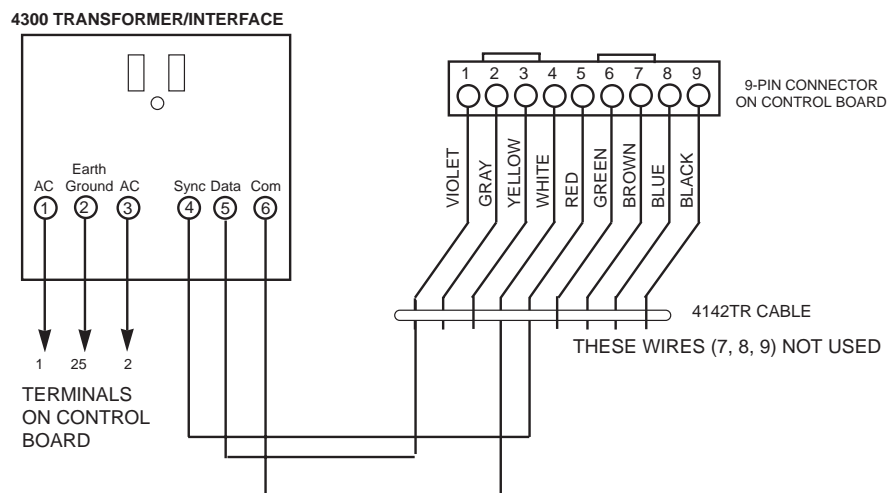 4300 TRANSFORMER/INTERFACE
1 2 3 4 5 6 7 8 9
9-PIN CONNECTOR
ON CONTROL BOARD
VIOLET
GRAY
YELLOW
WHITE
RED
GREEN
BROWN
BLUE
BLACK
Earth
AC Ground AC Sync Data Com
1 2 3 4 5 6
4142TR CABLE
THESE WIRES (7, 8, 9) NOT USED
1 25 2
TERMINALS
ON CONTROL
BOARD